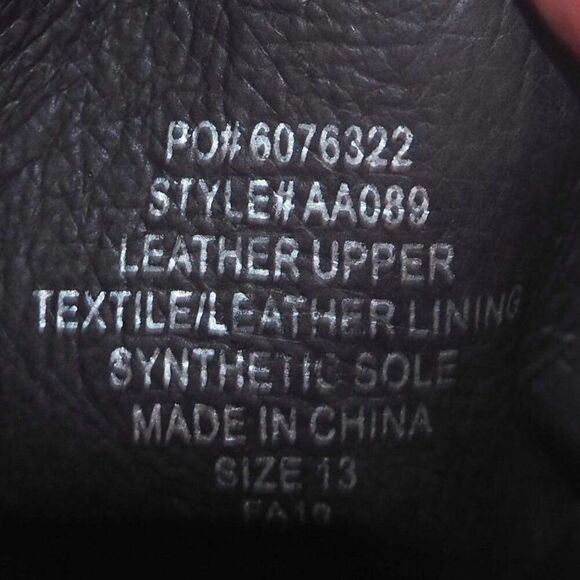 PO# 6076322
STYLE# AA089
LEATHER UPPER
TEXTILE/LEATHER LINING
SYNTHETIC SOLE
MADE IN CHINA
SIZE 13